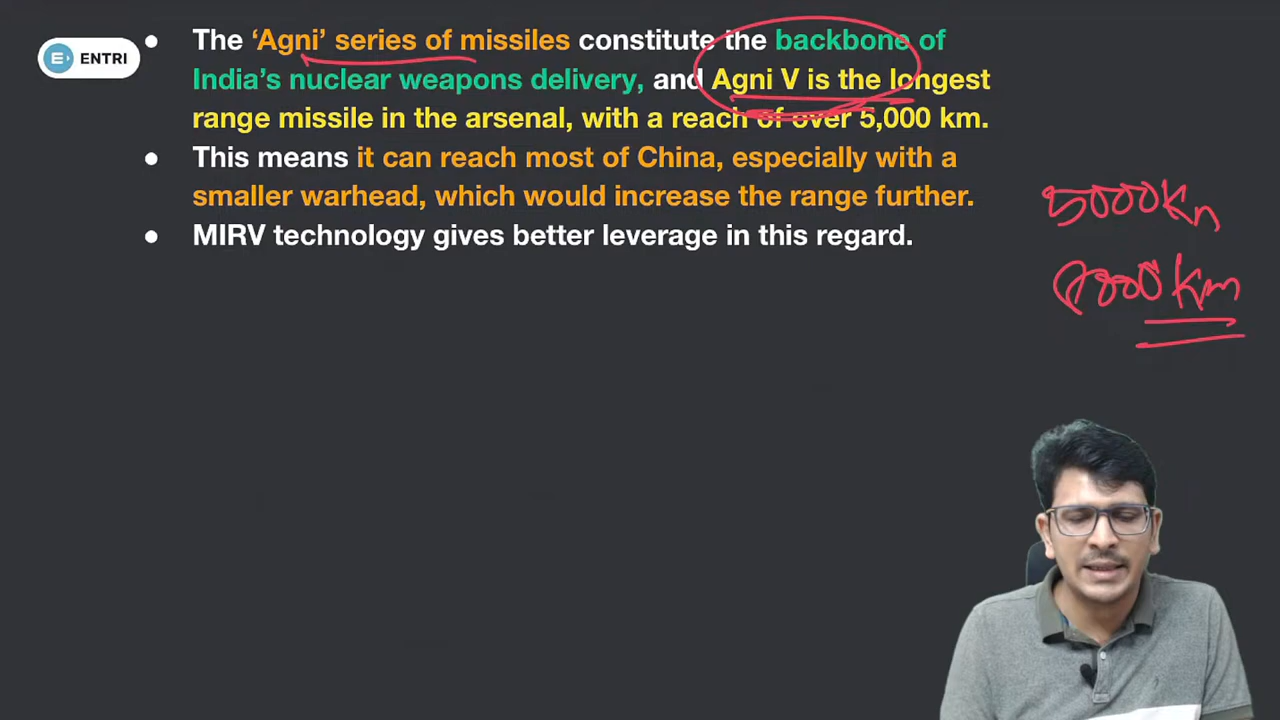 ENTRI
The ‘Agni’ series of missiles constitute the backbone of
India’s nuclear weapons delivery, and Agni V is the longest
range missile in the arsenal, with a reach of over 5,000 km.
This means it can reach most of China, especially with a
smaller warhead, which would increase the range further.
MIRV technology gives better leverage in this regard.
5000Km
km